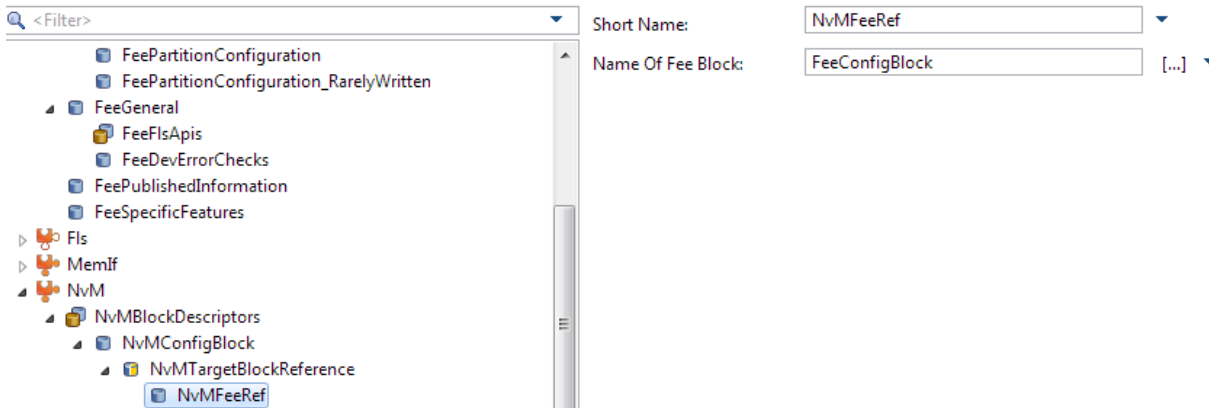 <Filter>
FeePartitionConfiguration
FeePartitionConfiguration_RarelyWritten
FeeGeneral
FeeFlsApis
FeeDevErrorChecks
FeePublishedInformation
FeeSpecificFeatures
Fls
MemIf
NvM
NvMBlockDescriptors
NvMConfigBlock
NvMTargetBlockReference
NvMFeeRef
Short Name: NvMFeeRef
Name Of Fee Block: FeeConfigBlock [...]